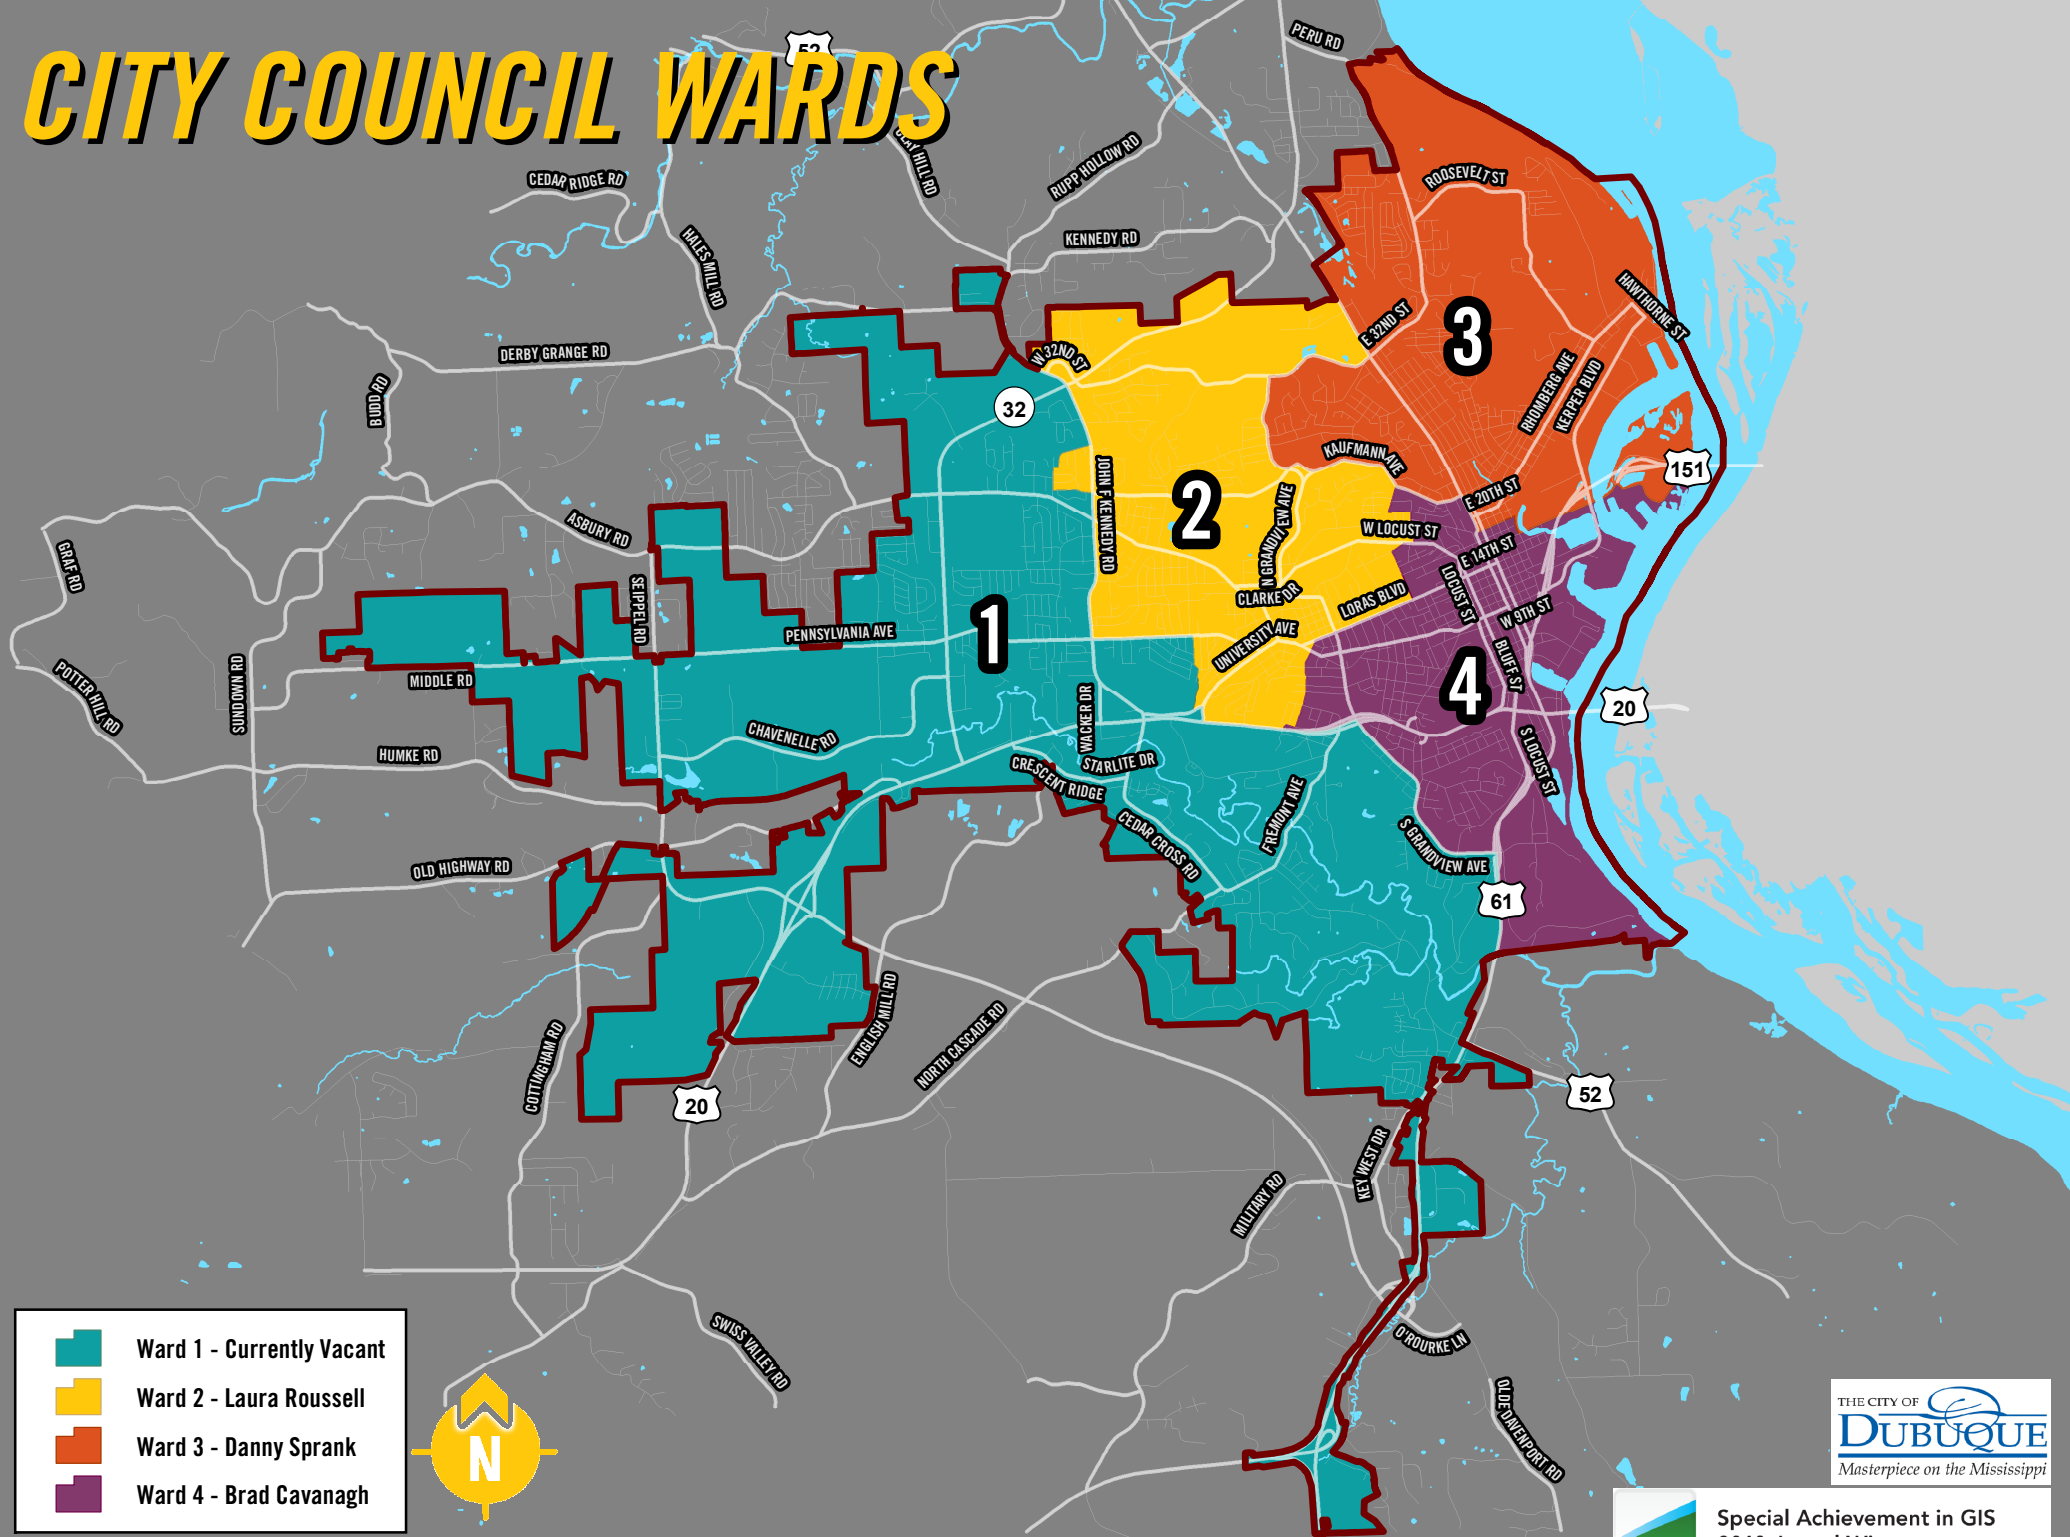 CITY COUNCIL WARDS
52
PERU RD
CLAY HILL RD
RUPP HOLLOW RD
CEDAR RIDGE RD
ROOSEVELT ST
KENNEDY RD
HALES MILL RD
HAWTHORNE ST
E 32ND ST
3
DERBY GRANGE RD
W 32ND ST
RHOMBERG AVE
KERPER BLVD
BUDD RD
32
KAUFMANN AVE
151
JOHN F KENNEDY RD
2
N GRANDVIEW AVE
E 20TH ST
ASBURY RD
W LOCUST ST
E 14TH ST
GRAF RD
SEIPPEL RD
CLARKE DR
LORAS BLVD
LOCUST ST
W 9TH ST
PENNSYLVANIA AVE
1
UNIVERSITY AVE
BLUFF ST
4
POTTER HILL RD
SUNDOWN RD
MIDDLE RD
20
WACKER DR
CHAVENELLE RD
HUMKE RD
STARLITE DR
S LOCUST ST
CRESCENT RIDGE
FREMONT AVE
CEDAR CROSS RD
S GRANDVIEW AVE
OLD HIGHWAY RD
61
ENGLISH MILL RD
NORTH CASCADE RD
COTTINGHAM RD
20
52
KEY WEST DR
MILITARY RD
SWISS VALLEY RD
O'ROURKE LN
OLDE DAVENPORT RD
Ward 1 - Currently Vacant
Ward 2 - Laura Roussell
Ward 3 - Danny Sprank
Ward 4 - Brad Cavanagh
N
THE CITY OF
DUBUQUE
Masterpiece on the Mississippi
Special Achievement in GIS